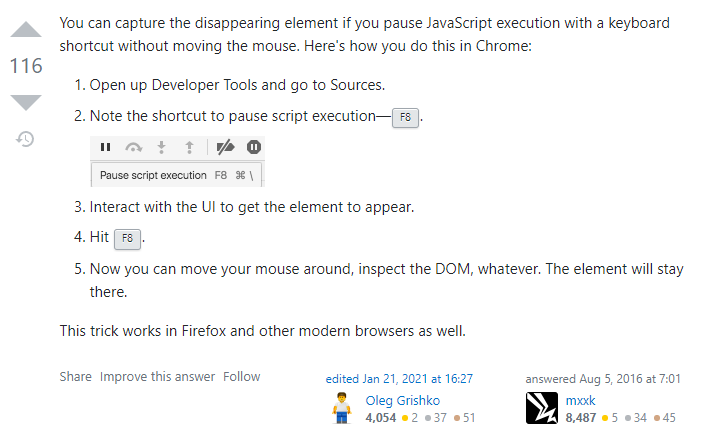 You can capture the disappearing element if you pause JavaScript execution with a keyboard
shortcut without moving the mouse. Here's how you do this in Chrome:
116
1. Open up Developer Tools and go to Sources.
2. Note the shortcut to pause script execution—F8.
Pause script execution F8 ⌘ \
3. Interact with the UI to get the element to appear.
4. Hit F8.
5. Now you can move your mouse around, inspect the DOM, whatever. The element will stay
there.
This trick works in Firefox and other modern browsers as well.
Share Improve this answer Follow
edited Jan 21, 2021 at 16:27
Oleg Grishko
4,054 ●2 ●37 ●51
answered Aug 5, 2016 at 7:01
mxxk
8,487 ●5 ●34 ●45